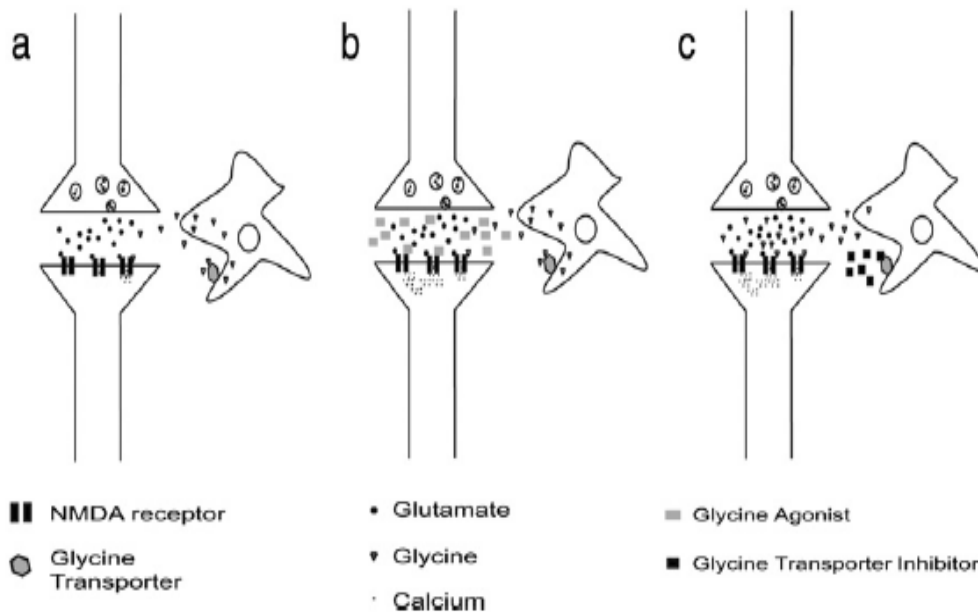 a
b
c
NMDA receptor
Glycine
Transporter
Glutamate
Glycine
Calcium
Glycine Agonist
Glycine Transporter Inhibitor